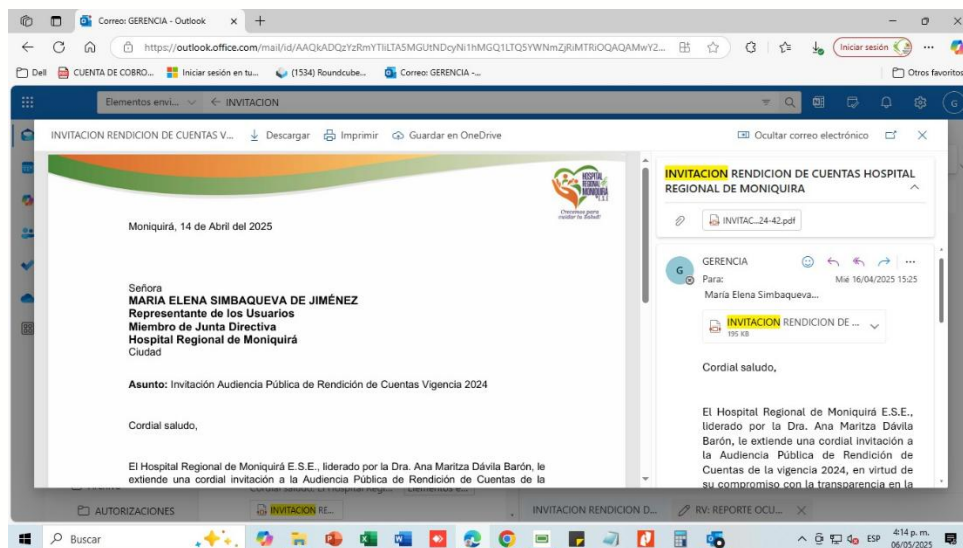 Correo: GERENCIA - Outlook
https://outlook.office.com/mail/id/AAQkADQzYzRmYTliLTA5MGUtNDcyNi1hMGQ1LTQ5YWNmZjRiMTRiOQAQAMwY2...
Iniciar sesión
Dell
CUENTA DE COBRO...
Iniciar sesión en tu...
(1534) Roundcube...
Correo: GERENCIA -...
Otros favoritos
Elementos envi...
INVITACION
G
INVITACION RENDICION DE CUENTAS V...
Descargar
Imprimir
Guardar en OneDrive
Ocultar correo electrónico
HOSPITAL
REGIONAL
MONIQUIRÁ
E.S.E
Crecemos para
cuidar tu Salud!
Moniquirá, 14 de Abril del 2025
Señora
MARIA ELENA SIMBAQUEVA DE JIMÉNEZ
Representante de los Usuarios
Miembro de Junta Directiva
Hospital Regional de Moniquirá
Ciudad
Asunto: Invitación Audiencia Pública de Rendición de Cuentas Vigencia 2024
Cordial saludo,
El Hospital Regional de Moniquirá E.S.E., liderado por la Dra. Ana Maritza Dávila Barón, le
extiende una cordial invitación a la Audiencia Pública de Rendición de Cuentas de la
INVITACION RENDICION DE CUENTAS HOSPITAL
REGIONAL DE MONIQUIRA
INVITAC...24-42.pdf
G
GERENCIA
Para:
Mié 16/04/2025 15:25
María Elena Simbaqueva...
INVITACION RENDICION DE ...
195 KB
Cordial saludo,
El Hospital Regional de Moniquirá E.S.E.,
liderado por la Dra. Ana Maritza Dávila
Barón, le extiende una cordial invitación a
la Audiencia Pública de Rendición de
Cuentas de la vigencia 2024, en virtud de
su compromiso con la transparencia en la
AUTORIZACIONES
INVITACION RE...
INVITACION RENDICION D...
RV: REPORTE OCU...
Buscar
ESP
4:14 p. m.
06/05/2025